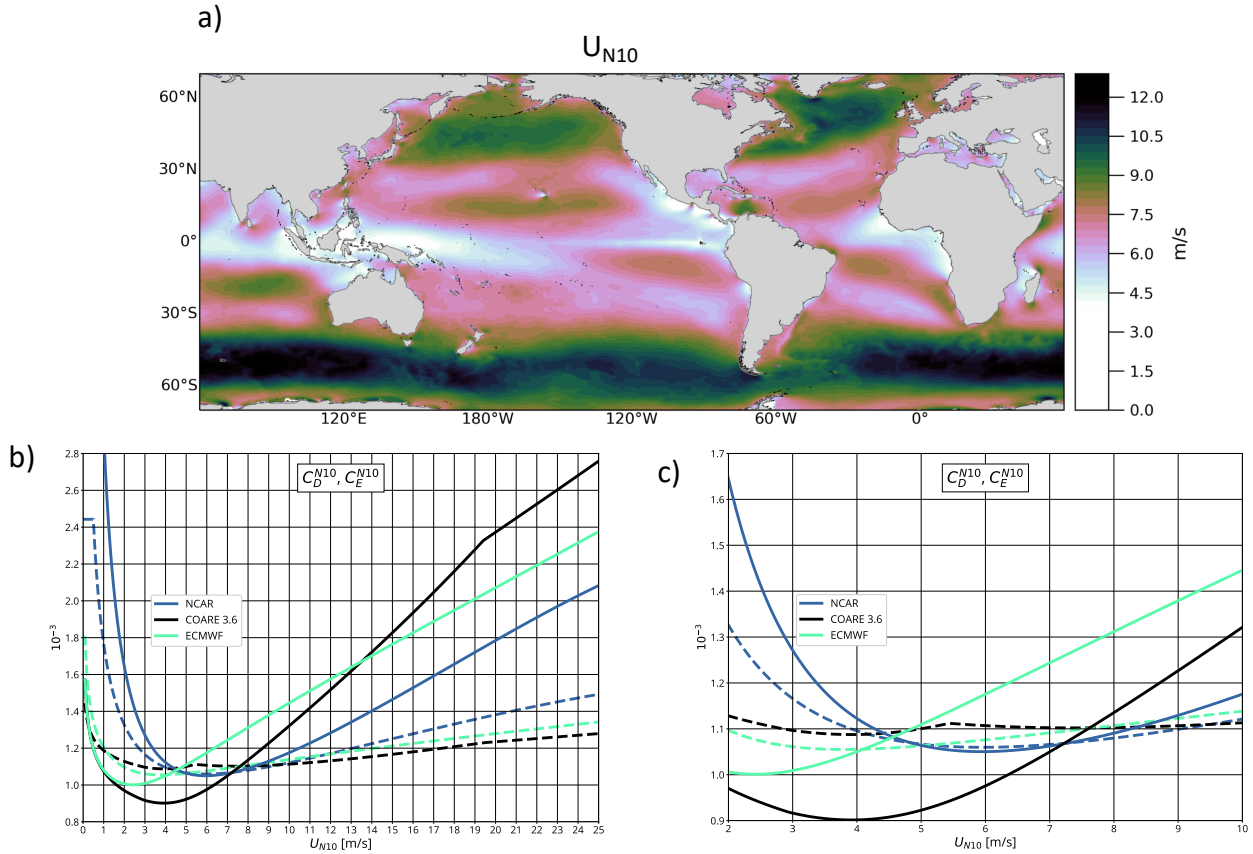 a)
U_N10
60°N
30°N
0°
30°S
60°S
120°E 180°W 120°W 60°W 0°
12.0
10.5
9.0
7.5
6.0
4.5
3.0
1.5
0.0
m/s
b)
C_D^N10, C_E^N10
2.8
2.6
2.4
2.2
2.0
1.8
1.6
1.4
1.2
1.0
0.8
10^-3
NCAR
COARE 3.6
ECMWF
0 1 2 3 4 5 6 7 8 9 10 11 12 13 14 15 16 17 18 19 20 21 22 23 24 25
U_N10 [m/s]
c)
C_D^N10, C_E^N10
1.7
1.6
1.5
1.4
1.3
1.2
1.1
1.0
0.9
10^-3
NCAR
COARE 3.6
ECMWF
2 3 4 5 6 7 8 9 10
U_N10 [m/s]